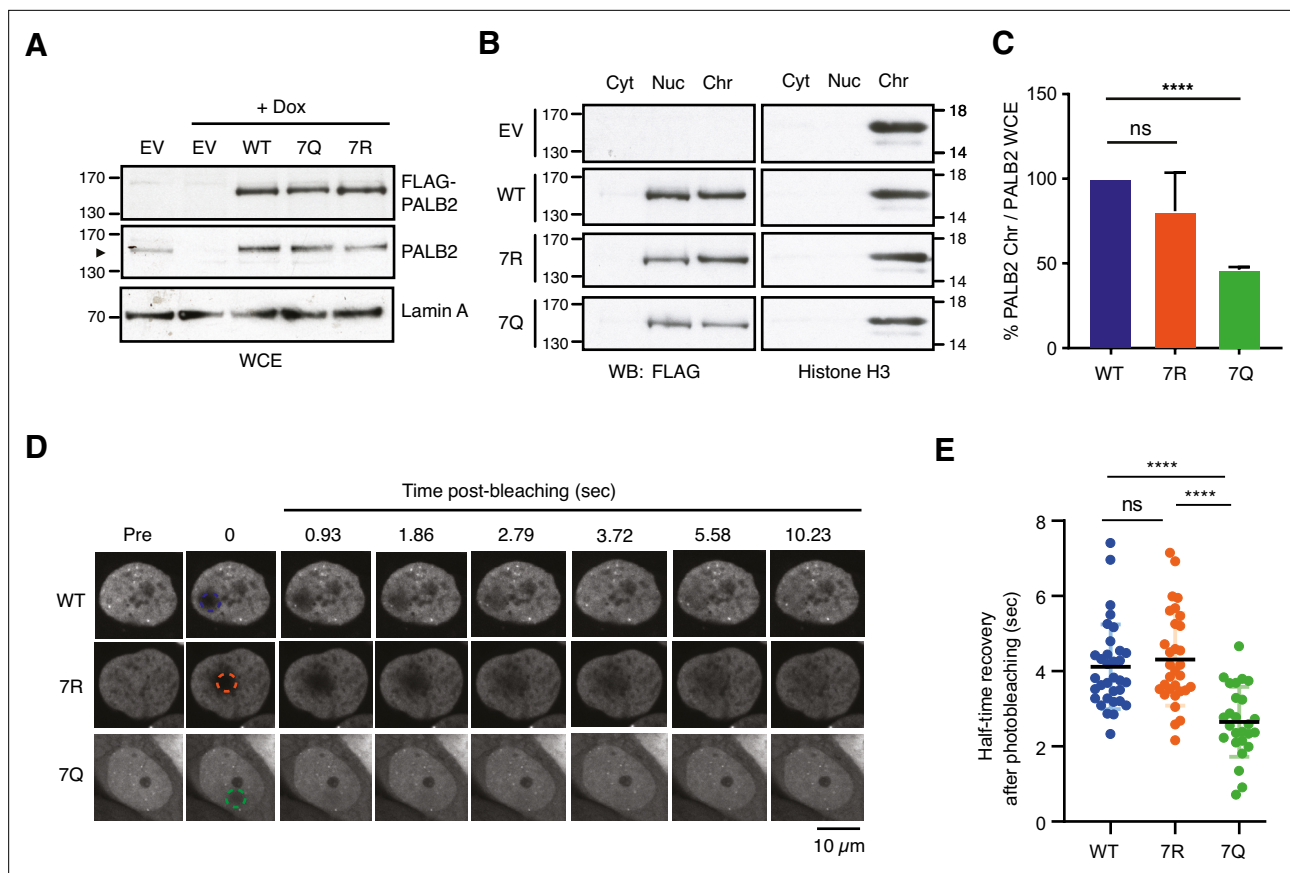 A
+ Dox
EV EV WT 7Q 7R
170
130
FLAG-
PALB2
170
130
PALB2
70
Lamin A
WCE
B
Cyt Nuc Chr Cyt Nuc Chr
EV
170
130
18
14
WT
170
130
18
14
7R
170
130
18
14
7Q
170
130
18
14
WB: FLAG Histone H3
C
% PALB2 Chr / PALB2 WCE
150
100
50
0
****
ns
WT 7R 7Q
D
Time post-bleaching (sec)
Pre 0 0.93 1.86 2.79 3.72 5.58 10.23
WT
7R
7Q
10 µm
E
Half-time recovery
after photobleaching (sec)
8
6
4
2
0
****
ns ****
WT 7R 7Q